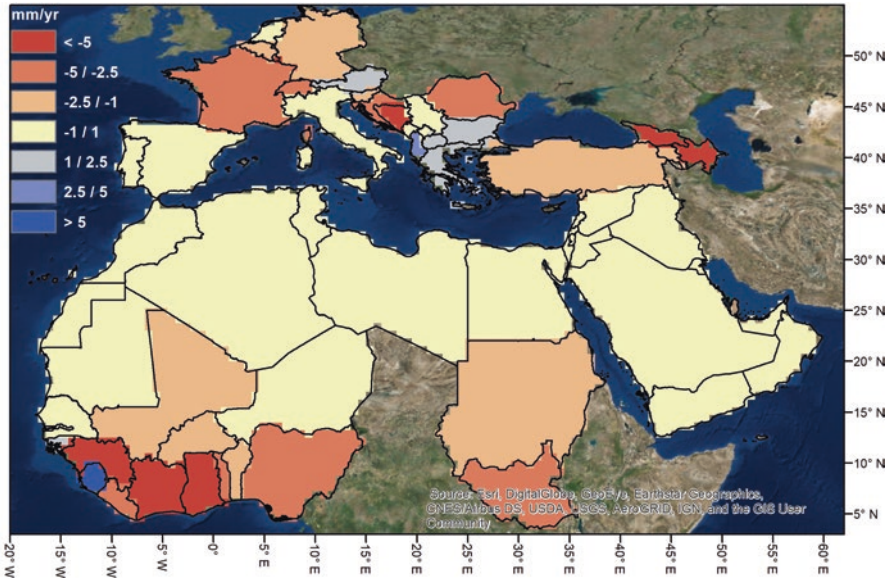 mm/yr
< -5
-5 / -2.5
-2.5 / -1
-1 / 1
1 / 2.5
2.5 / 5
> 5
50° N
45° N
40° N
35° N
30° N
25° N
20° N
15° N
10° N
5° N
Source: Esri, DigitalGlobe, GeoEye, Earthstar Geographics,
CNES/Airbus DS, USDA, USGS, AeroGRID, IGN, and the GIS User
Community
20° W
15° W
10° W
5° W
0°
5° E
10° E
15° E
20° E
25° E
30° E
35° E
40° E
45° E
50° E
55° E
60° E